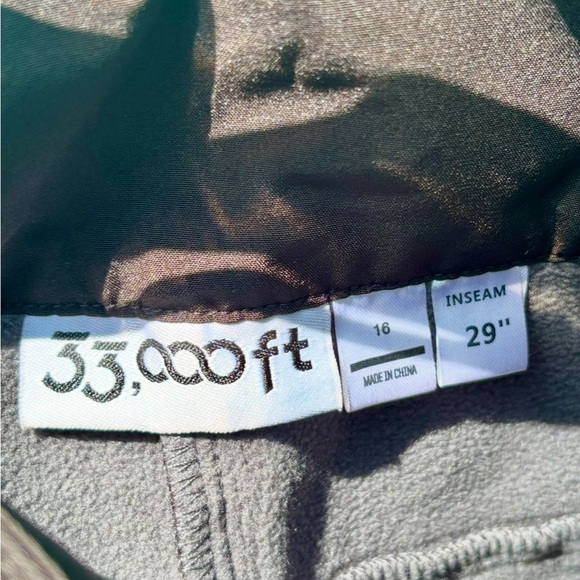 33,000ft
16
MADE IN CHINA
INSEAM
29"